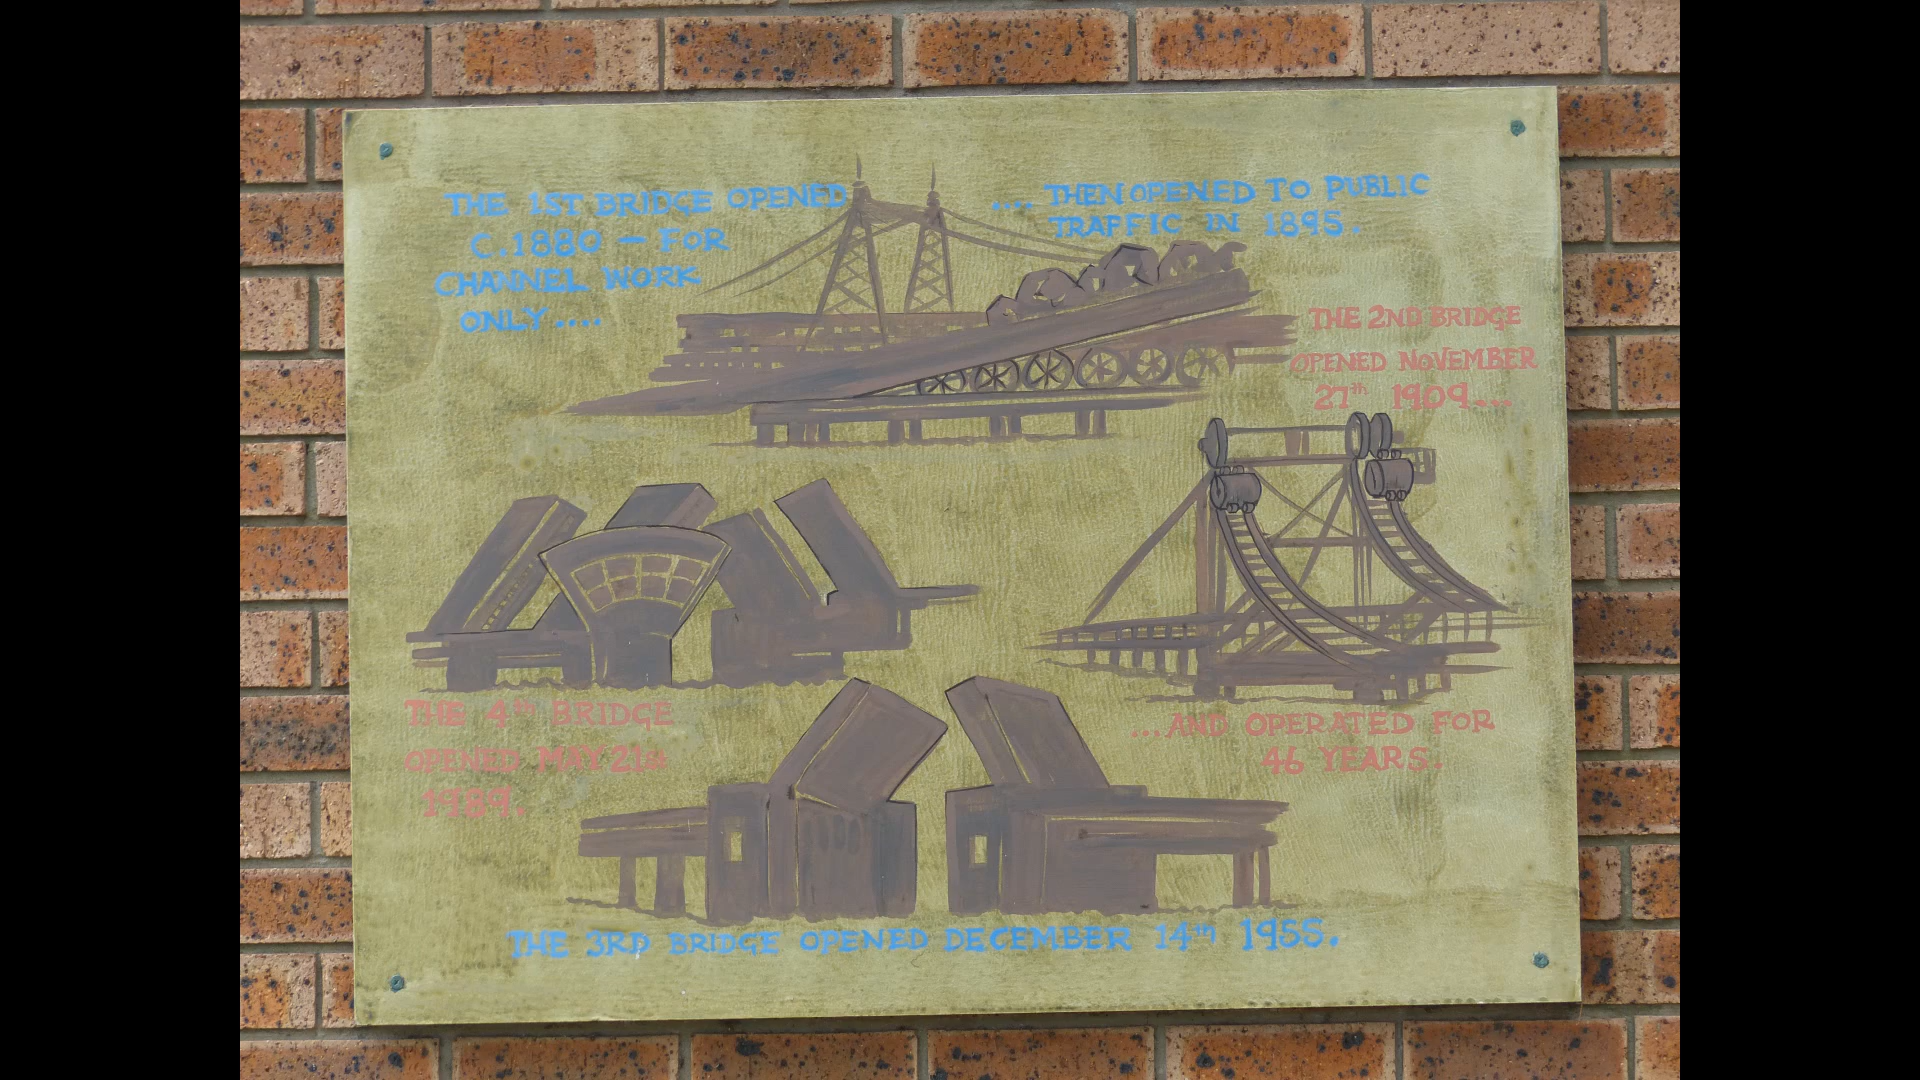 THE 1ST BRIDGE OPENED
C.1880 - FOR
CHANNEL WORK
ONLY....
.... THEN OPENED TO PUBLIC
TRAFFIC IN 1895.
THE 2ND BRIDGE
OPENED NOVEMBER
27th 1909...
...AND OPERATED FOR
46 YEARS.
THE 4TH BRIDGE
OPENED MAY 21st
1989.
THE 3RD BRIDGE OPENED DECEMBER 14TH 1955.